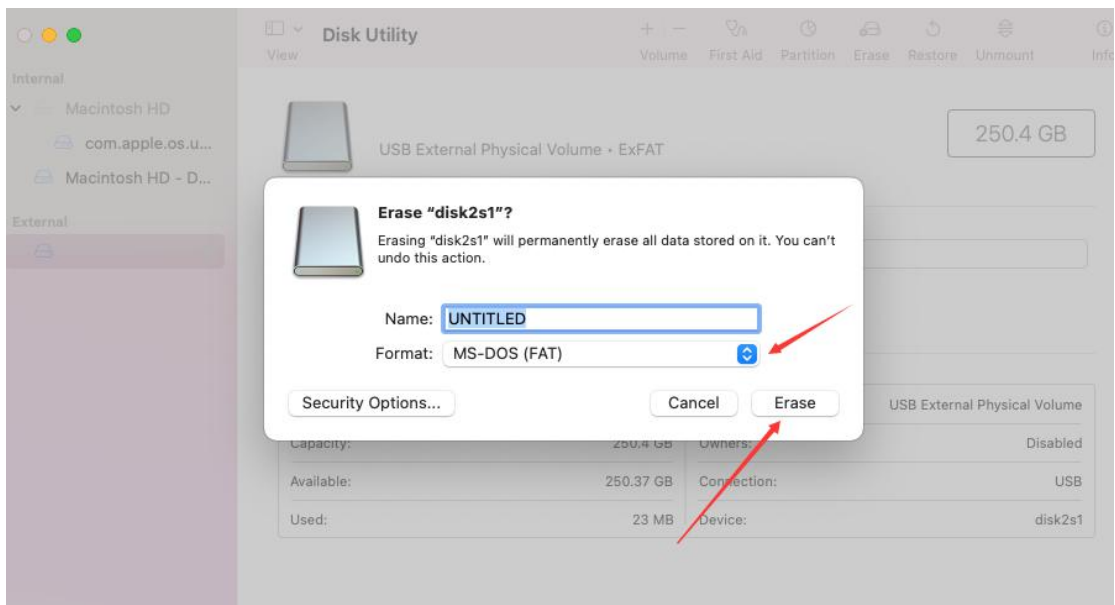 Disk Utility
View
Volume
First Aid
Partition
Erase
Restore
Unmount
Info
Internal
Macintosh HD
com.apple.os.u...
Macintosh HD - D...
External
USB External Physical Volume • ExFAT
250.4 GB
Erase “disk2s1”?
Erasing “disk2s1” will permanently erase all data stored on it. You can’t
undo this action.
Name: UNTITLED
Format: MS-DOS (FAT)
Security Options...
Cancel
Erase
USB External Physical Volume
Capacity: 250.4 GB
Owners: Disabled
Available: 250.37 GB
Connection: USB
Used: 23 MB
Device: disk2s1